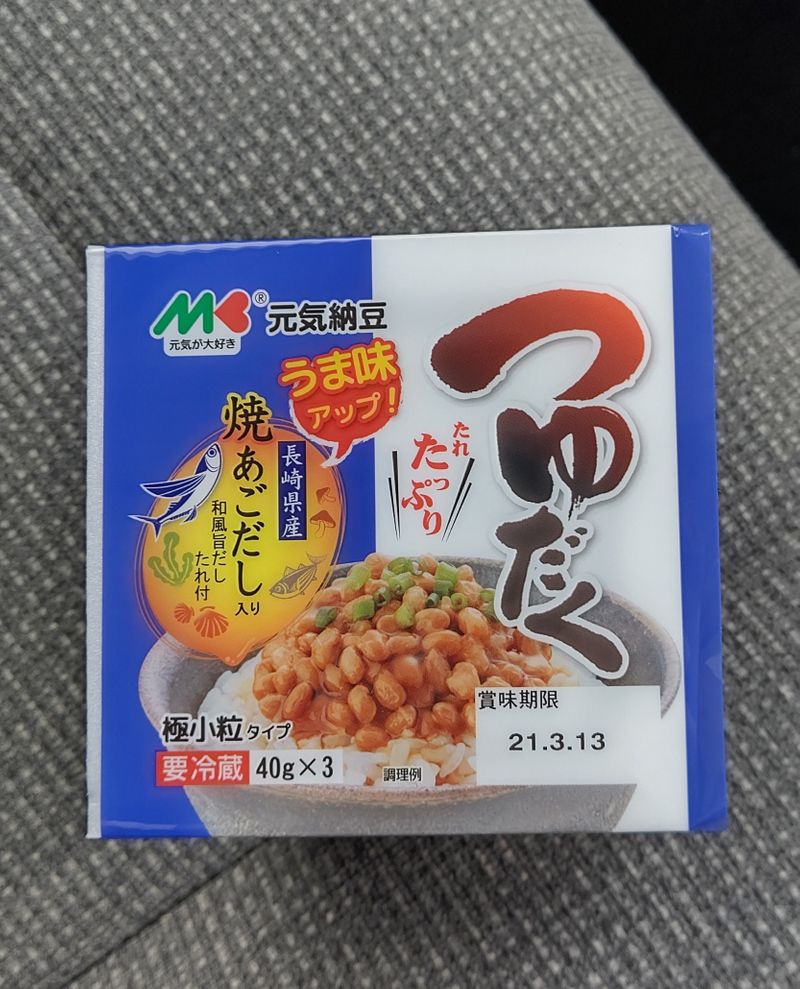 MK® 元気納豆
元気が大好き
うま味
アップ!
焼あごだし入り
長崎県産
和風旨だし
たれ付
たれ
たっぷり
つゆだく
極小粒タイプ
要冷蔵 40g×3
調理例
賞味期限
21.3.13